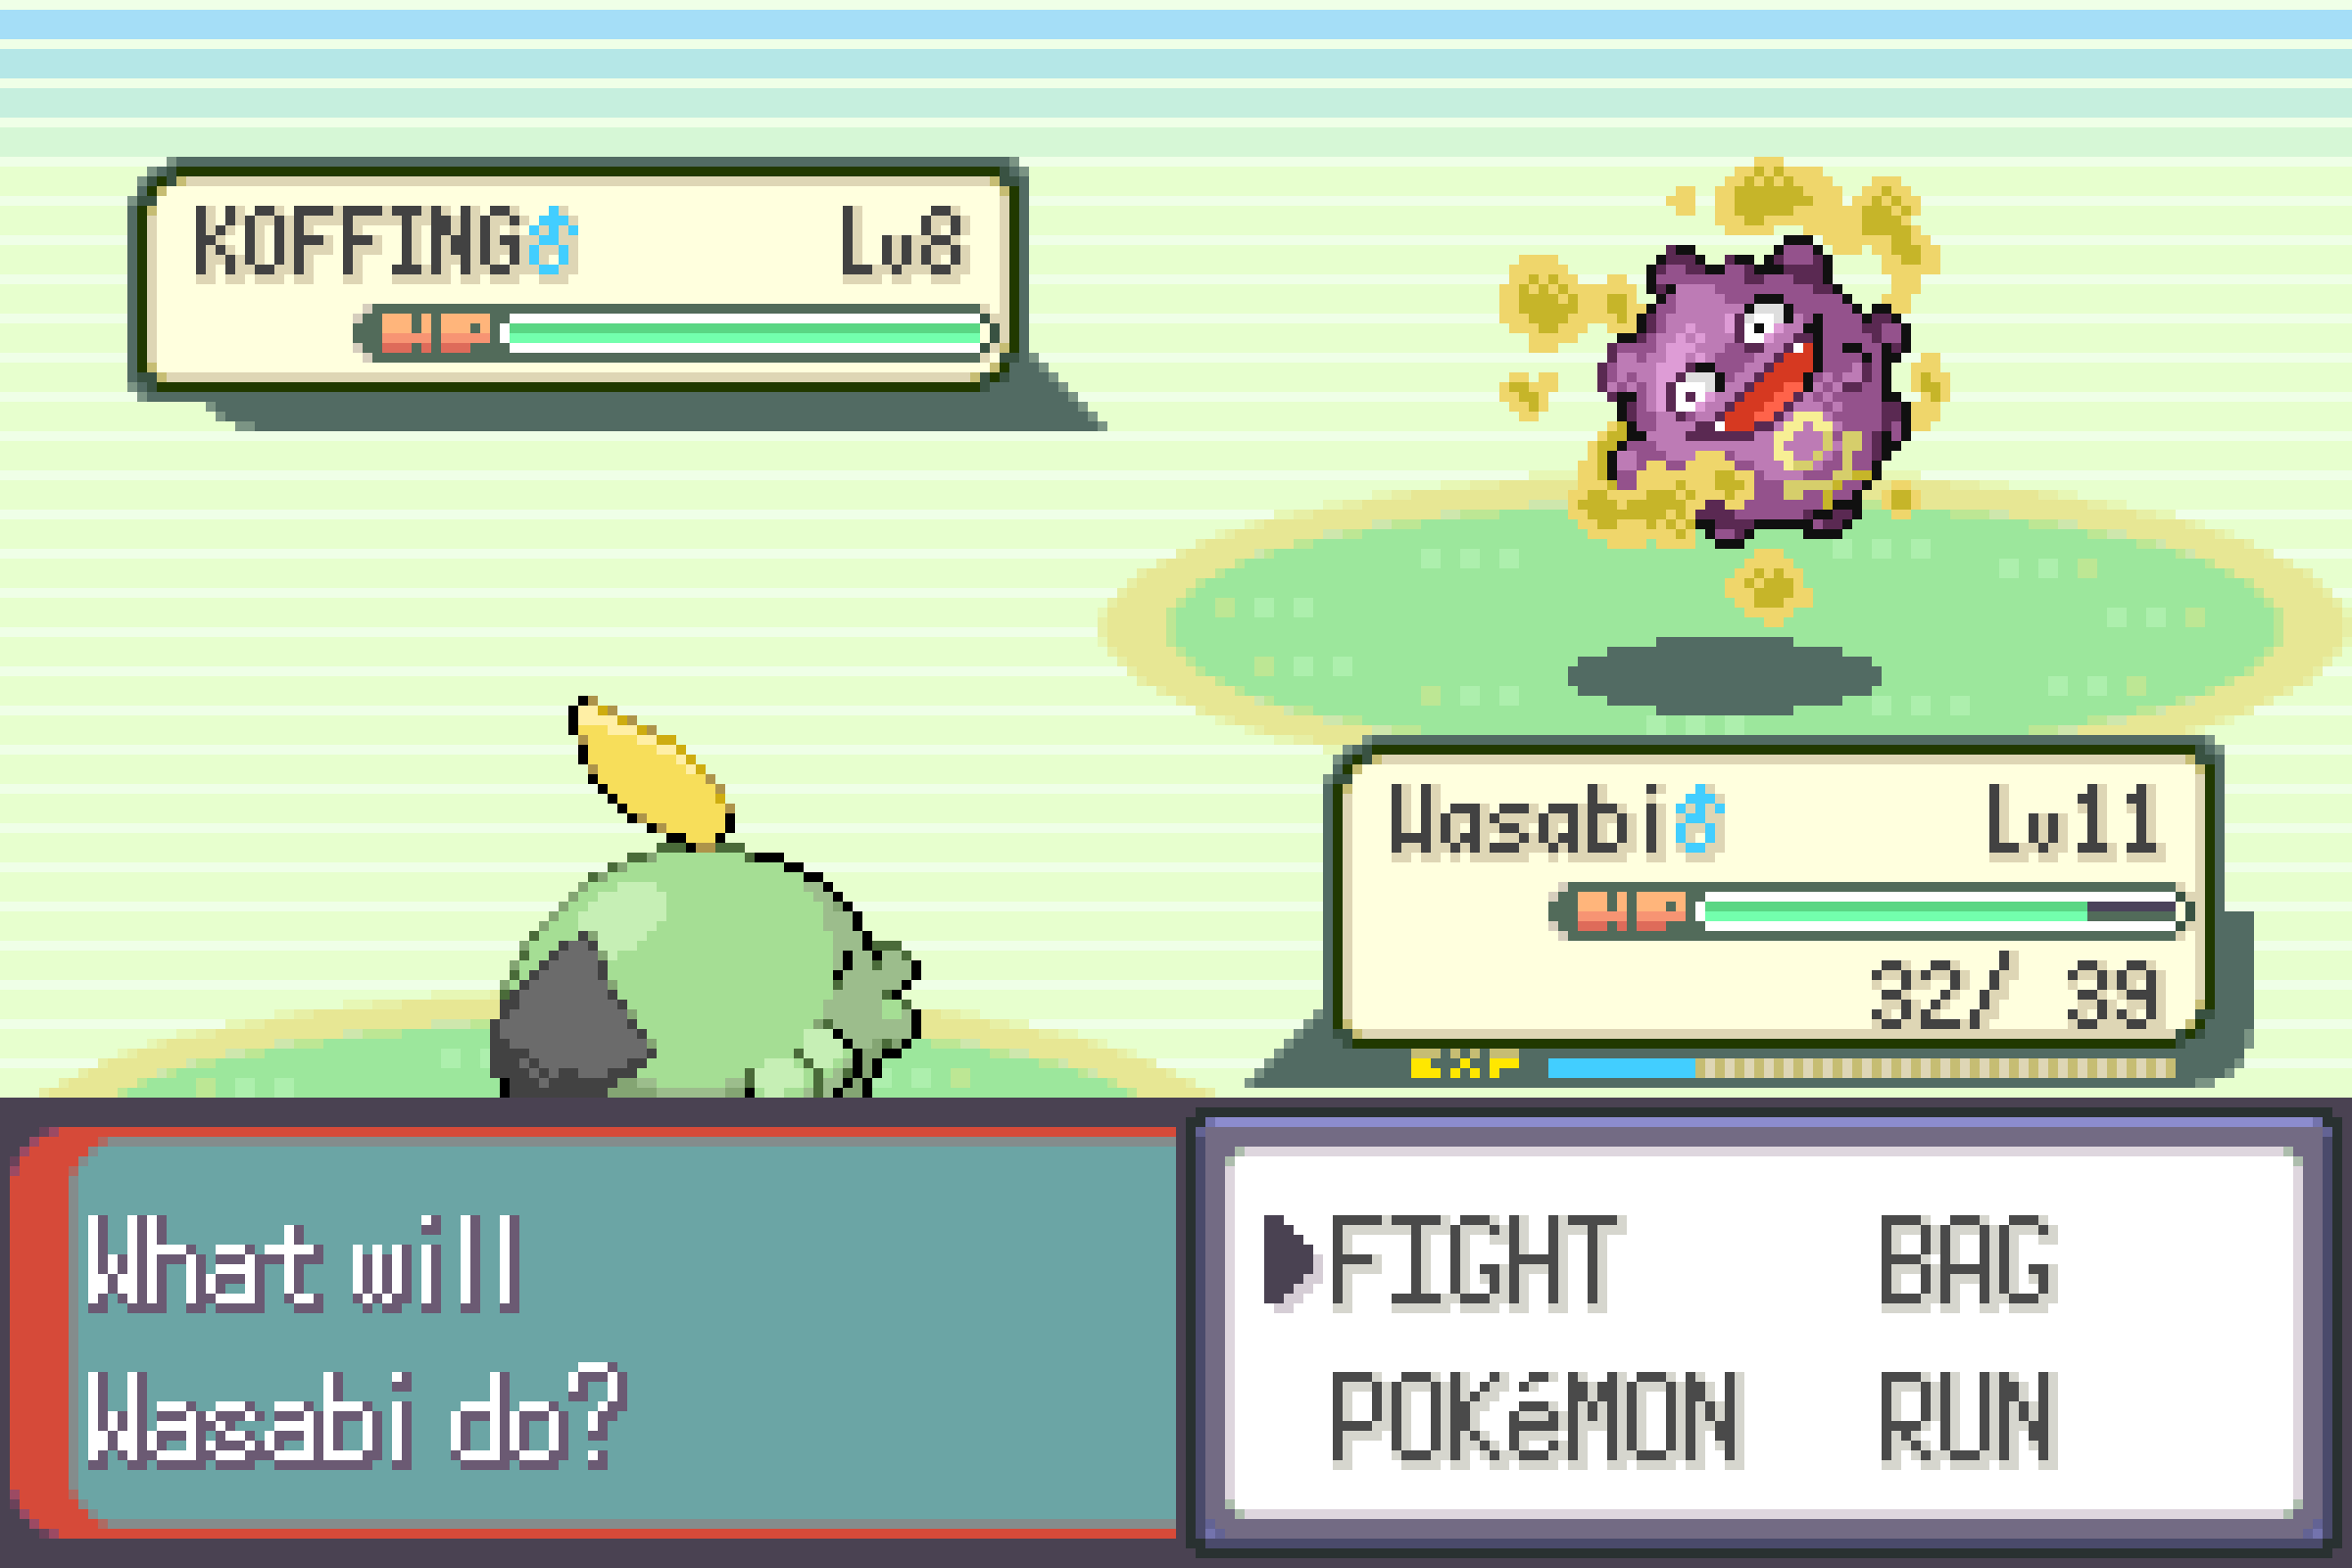 KOFFING♂ Lv8
HP
Wasabi♂ Lv11
HP
32/ 39
EXP
What will
Wasabi do?
▶FIGHT BAG
POKéMON RUN